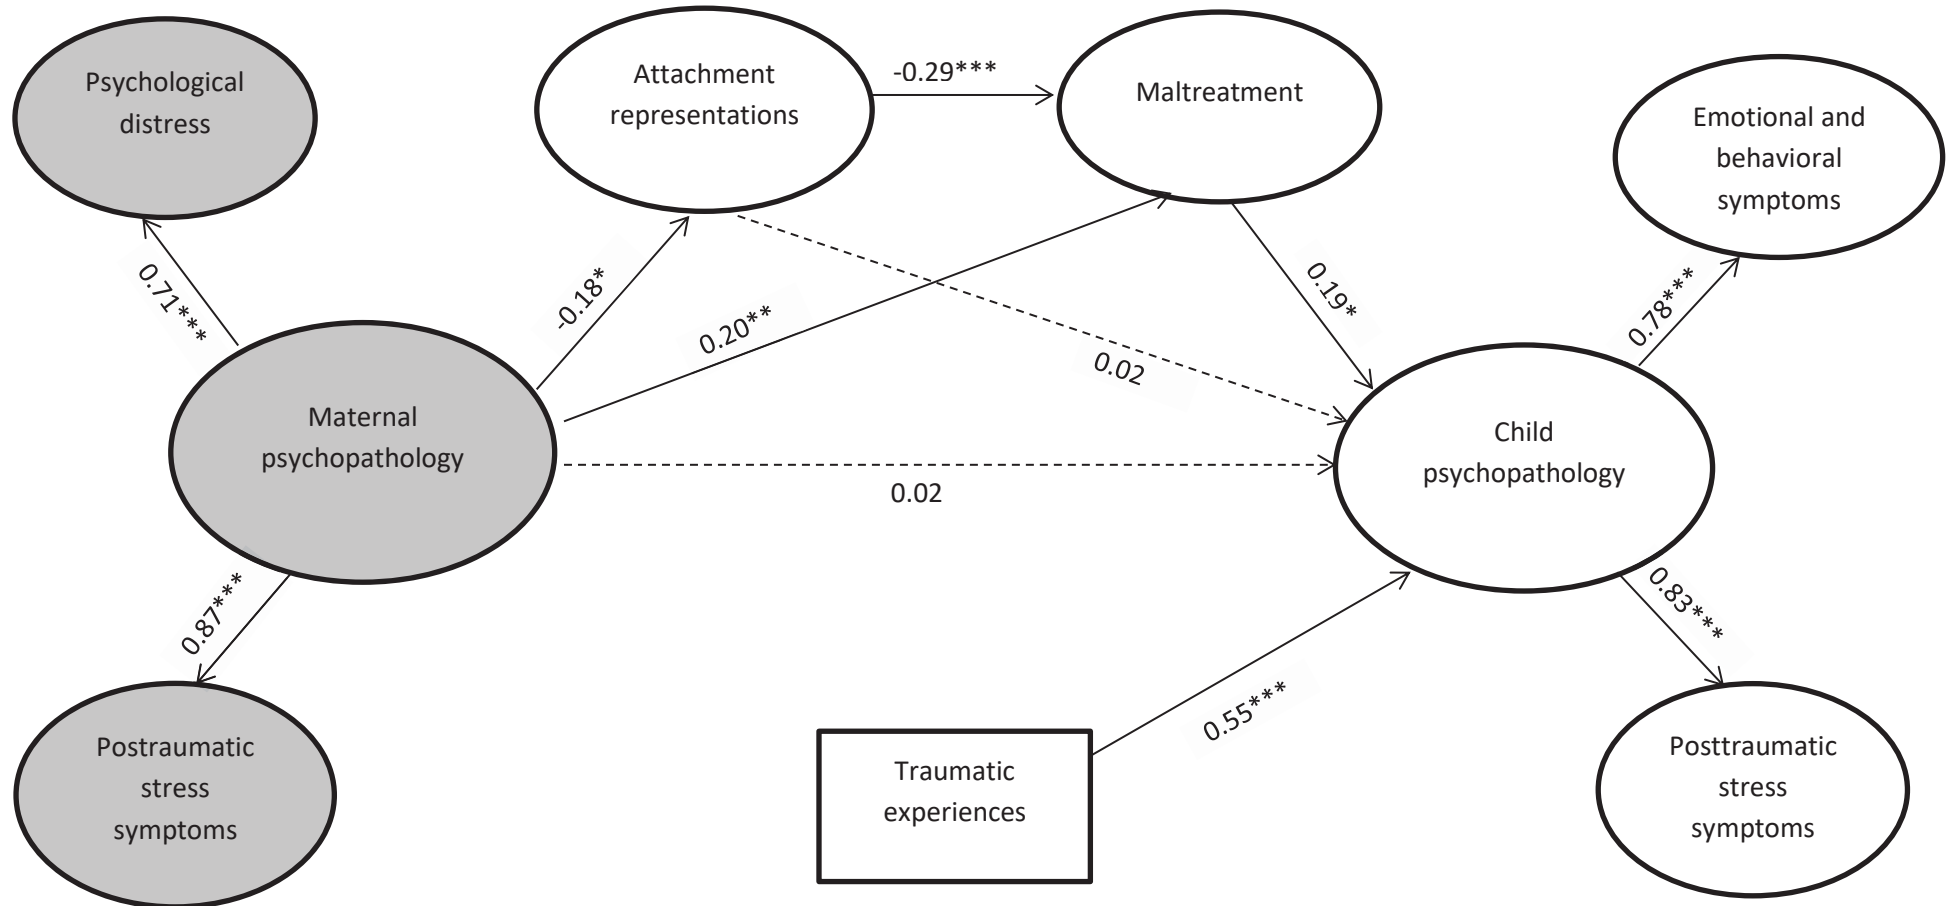 Psychological
distress
Attachment
representations
-0.29***
Maltreatment
Emotional and
behavioral
symptoms
0.71***
-0.18*
0.20**
0.02
0.19*
0.78***
Maternal
psychopathology
0.02
Child
psychopathology
0.87***
0.83***
0.55***
Postraumatic
stress
symptoms
Traumatic
experiences
Posttraumatic
stress
symptoms